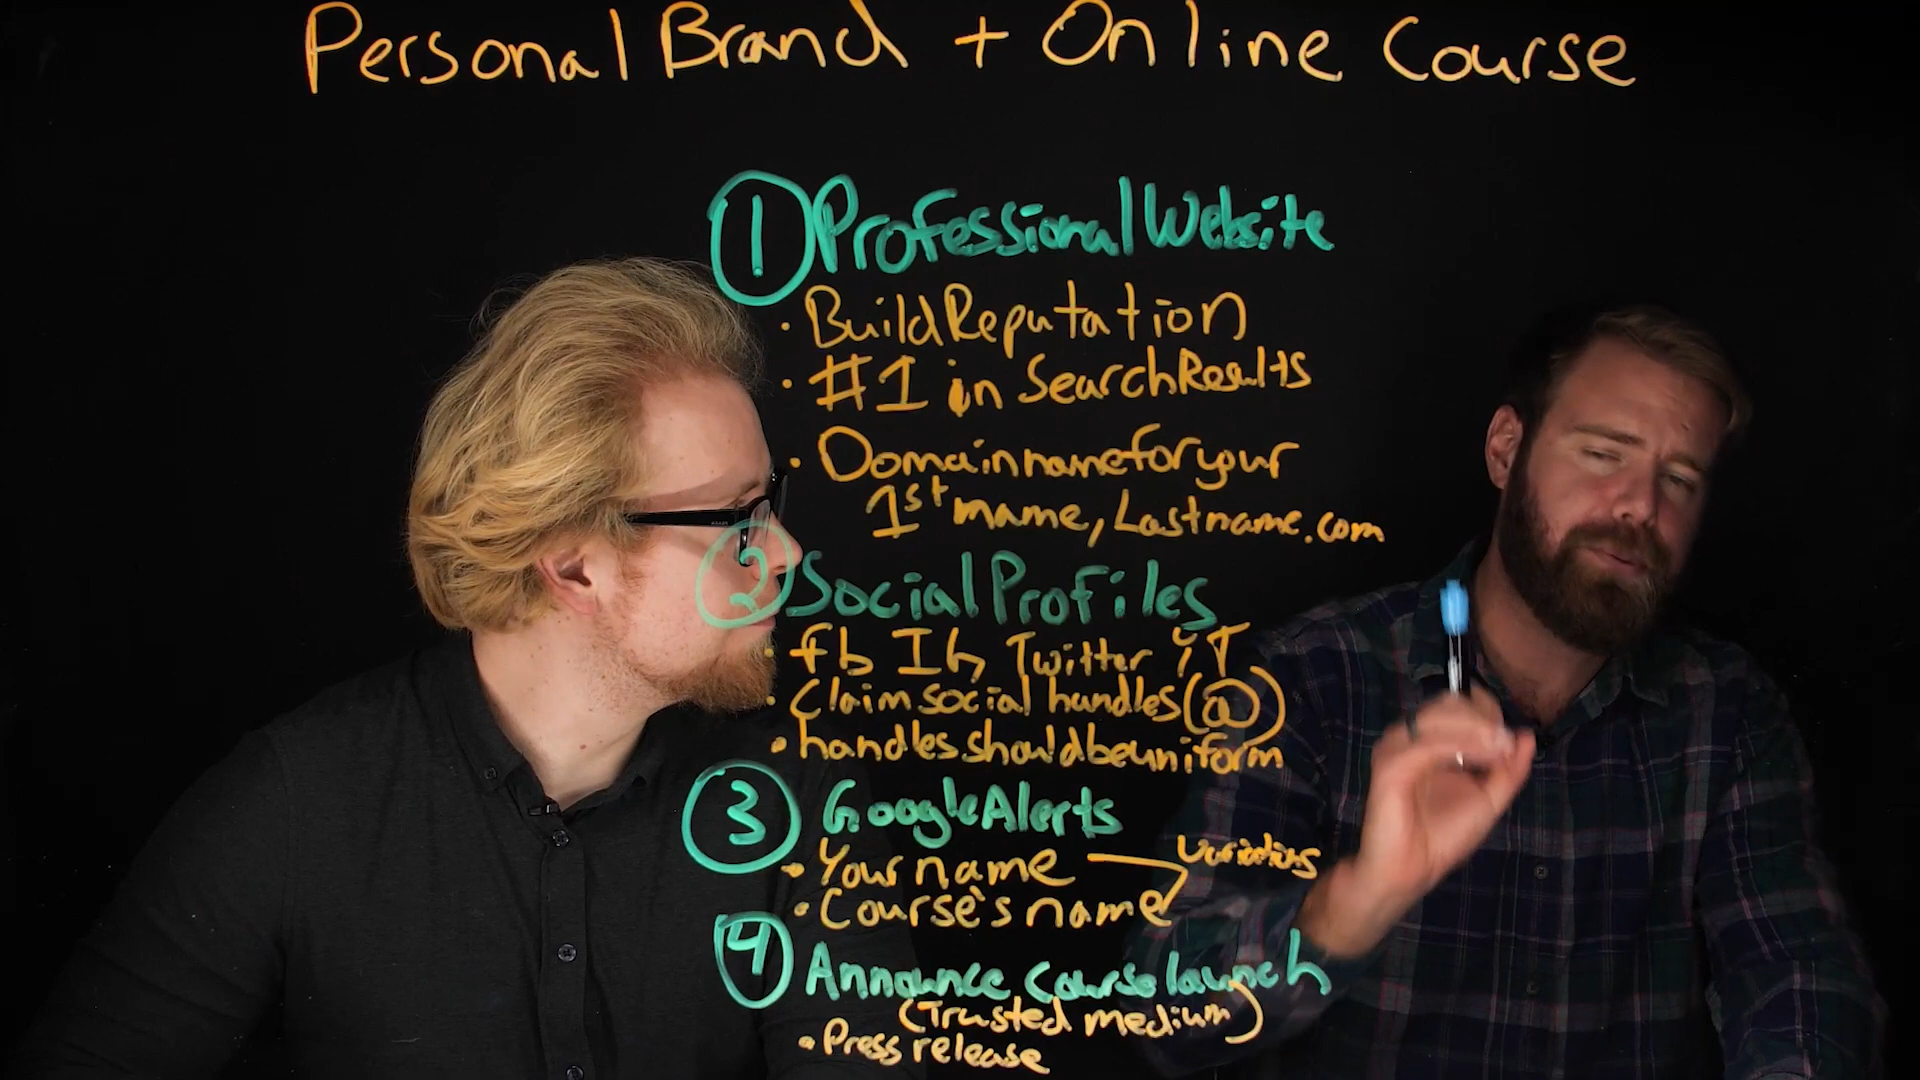 Personal Brand + Online Course
1 Professional Website
• Build Reputation
• #1 in Search Results
• Domain name for your
1st name, Lastname.com
2 Social Profiles
• fb IG Twitter YT
• Claim social handles (@)
• handles should be uniform
3 Google Alerts
• Your name
variations
• Course's name
4 Announce course launch
(Trusted medium)
• Press release